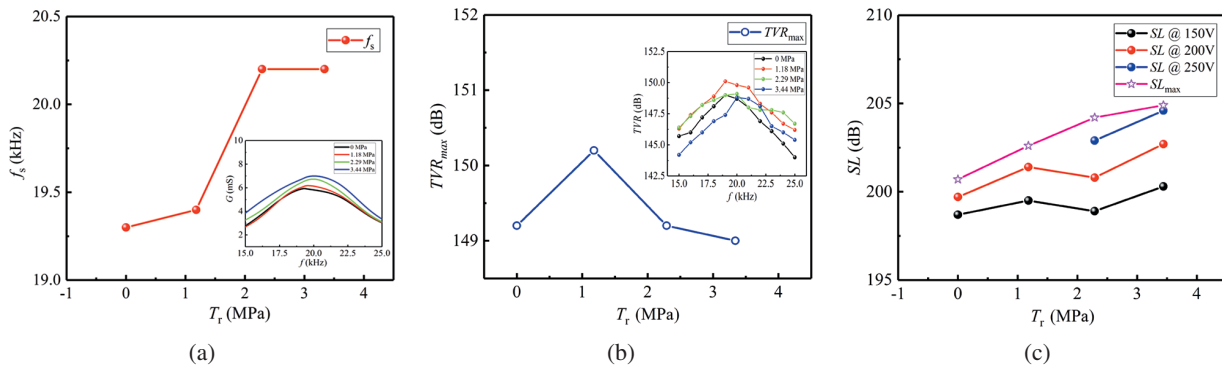 20.5
20.0
19.5
19.0
-1 0 1 2 3 4
f_s (kHz)
T_r (MPa)
f_s
10
8
6
4
2
0
15.0 17.5 20.0 22.5 25.0
G (mS)
f (kHz)
0 MPa
1.18 MPa
2.29 MPa
3.44 MPa
(a)
152
151
150
149
0 1 2 3 4
TVR_max (dB)
T_r (MPa)
TVR_max
152.5
150.0
147.5
145.0
142.5
15.0 17.5 20.0 22.5 25.0
TVR (dB)
f (kHz)
0 MPa
1.18 MPa
2.29 MPa
3.44 MPa
(b)
210
205
200
195
-1 0 1 2 3 4
SL (dB)
T_r (MPa)
SL @ 150V
SL @ 200V
SL @ 250V
SL_max
(c)